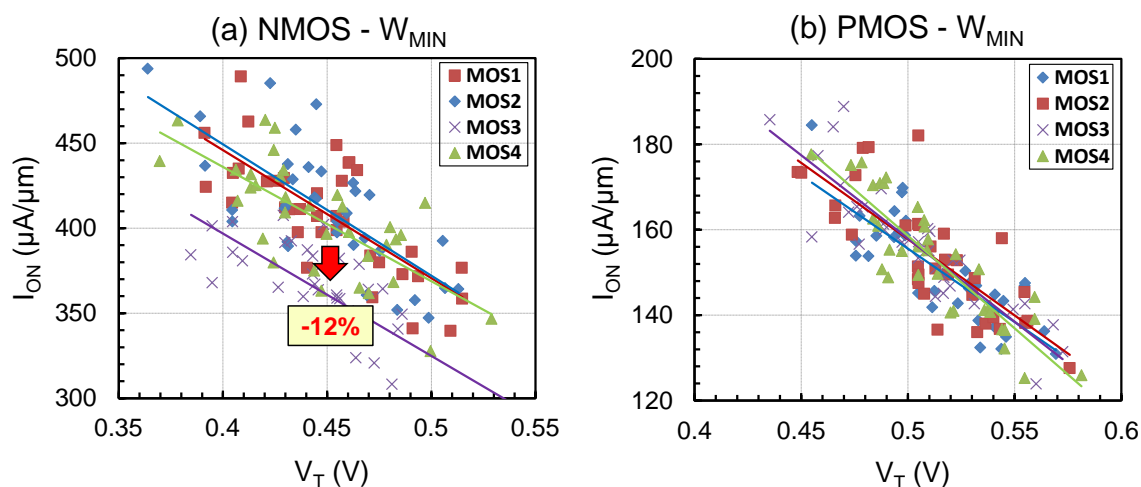 (a) NMOS - WMIN
500
450
400
350
300
0.35
0.4
0.45
0.5
0.55
ION (µA/µm)
VT (V)
MOS1
MOS2
MOS3
MOS4
-12%
(b) PMOS - WMIN
200
180
160
140
120
0.4
0.45
0.5
0.55
0.6
ION (µA/µm)
VT (V)
MOS1
MOS2
MOS3
MOS4